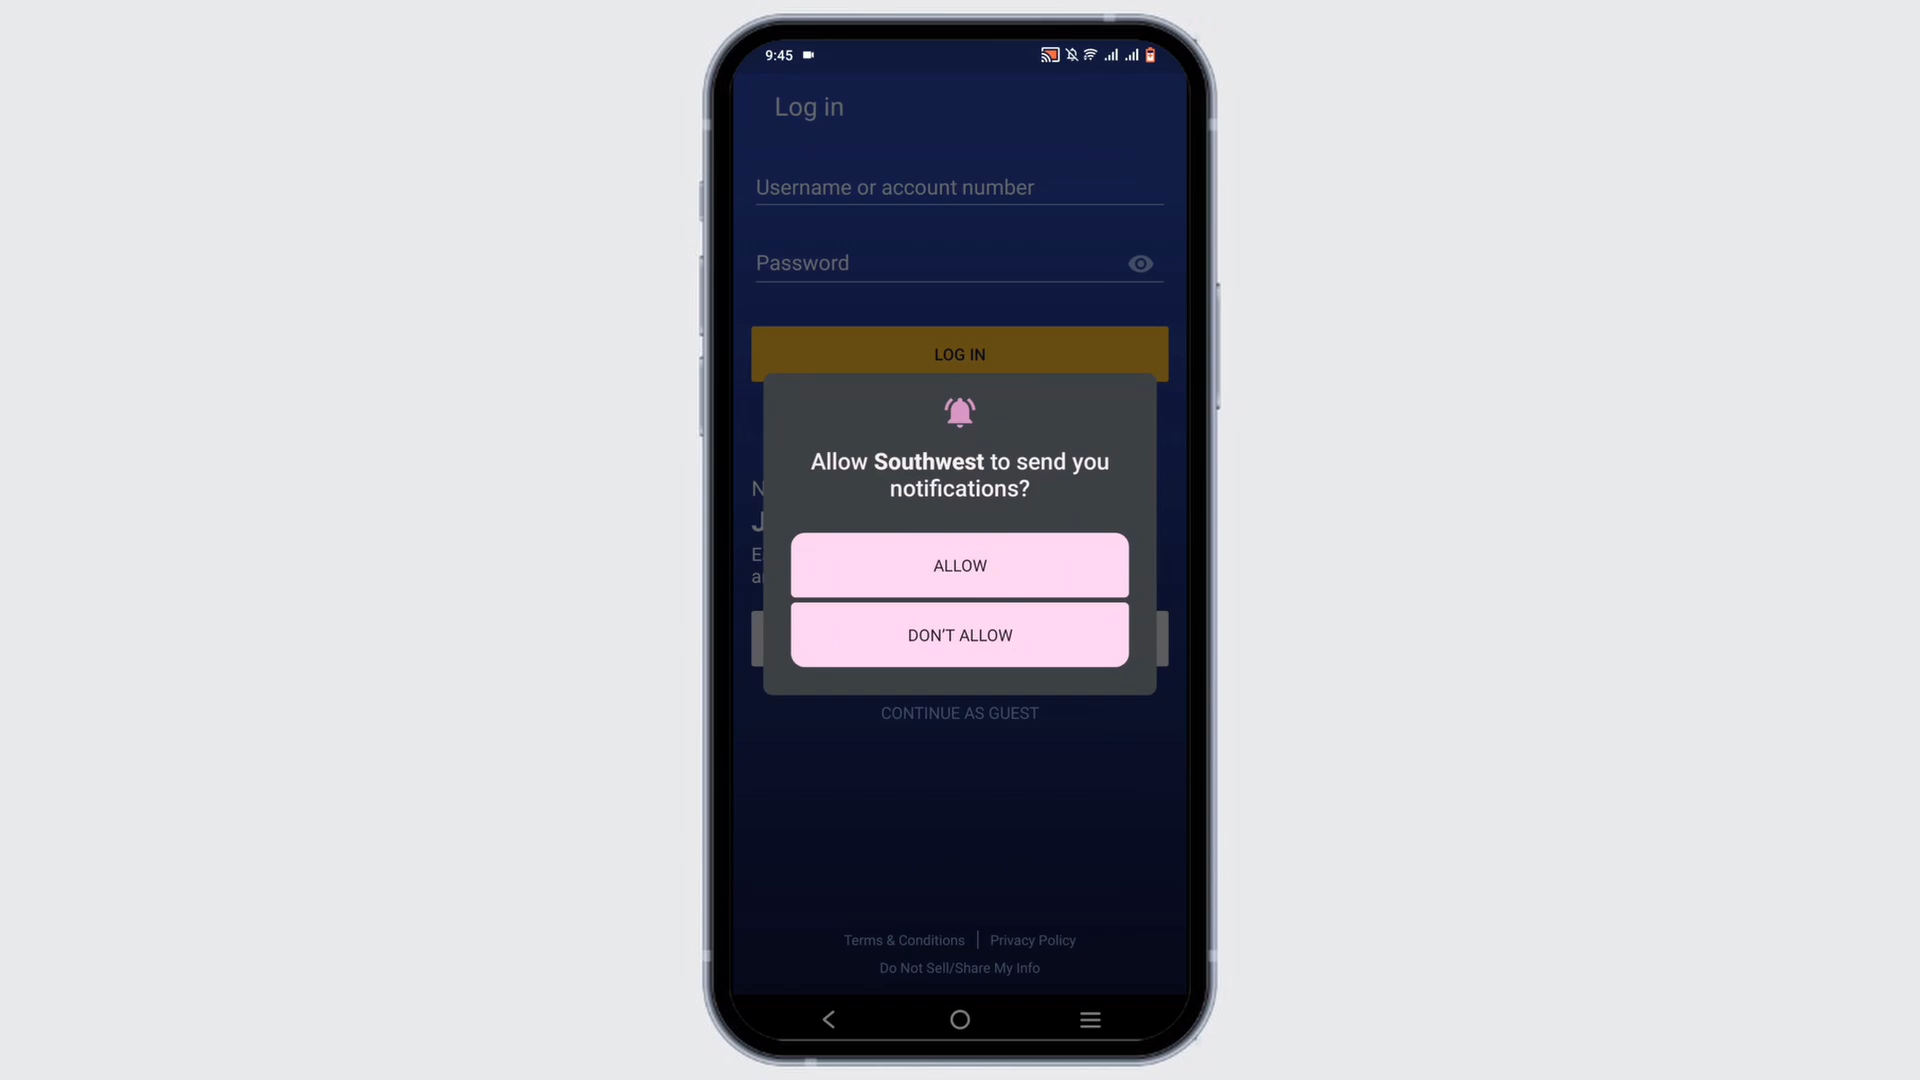 9:45
Log in
Username or account number
Password
LOG IN
Allow Southwest to send you
notifications?
ALLOW
DON'T ALLOW
CONTINUE AS GUEST
Terms & Conditions | Privacy Policy
Do Not Sell/Share My Info